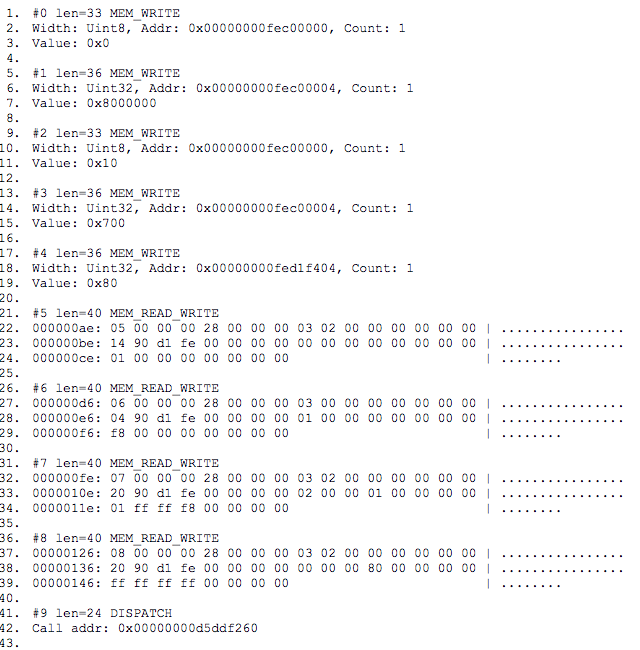 1. #0 len=33 MEM_WRITE
2. Width: Uint8, Addr: 0x00000000fec00000, Count: 1
3. Value: 0x0
4.
5. #1 len=36 MEM_WRITE
6. Width: Uint32, Addr: 0x00000000fec00004, Count: 1
7. Value: 0x8000000
8.
9. #2 len=33 MEM_WRITE
10. Width: Uint8, Addr: 0x00000000fec00000, Count: 1
11. Value: 0x10
12.
13. #3 len=36 MEM_WRITE
14. Width: Uint32, Addr: 0x00000000fec00004, Count: 1
15. Value: 0x700
16.
17. #4 len=36 MEM_WRITE
18. Width: Uint32, Addr: 0x00000000fed1f404, Count: 1
19. Value: 0x80
20.
21. #5 len=40 MEM_READ_WRITE
22. 000000ae: 05 00 00 00 28 00 00 00 03 02 00 00 00 00 00 00 | ................
23. 000000be: 14 90 d1 fe 00 00 00 00 00 00 00 00 00 00 00 00 | ................
24. 000000ce: 01 00 00 00 00 00 00 00 | ........
25.
26. #6 len=40 MEM_READ_WRITE
27. 000000d6: 06 00 00 00 28 00 00 00 03 00 00 00 00 00 00 00 | ................
28. 000000e6: 04 90 d1 fe 00 00 00 00 01 00 00 00 00 00 00 00 | ................
29. 000000f6: f8 00 00 00 00 00 00 00 | ........
30.
31. #7 len=40 MEM_READ_WRITE
32. 000000fe: 07 00 00 00 28 00 00 00 03 02 00 00 00 00 00 00 | ................
33. 0000010e: 20 90 d1 fe 00 00 00 00 02 00 00 01 00 00 00 00 | ................
34. 0000011e: 01 ff ff f8 00 00 00 00 | ........
35.
36. #8 len=40 MEM_READ_WRITE
37. 00000126: 08 00 00 00 28 00 00 00 03 02 00 00 00 00 00 00 | ................
38. 00000136: 20 90 d1 fe 00 00 00 00 00 00 00 80 00 00 00 00 | ................
39. 00000146: ff ff ff ff 00 00 00 00 | ........
40.
41. #9 len=24 DISPATCH
42. Call addr: 0x00000000d5ddf260
43.